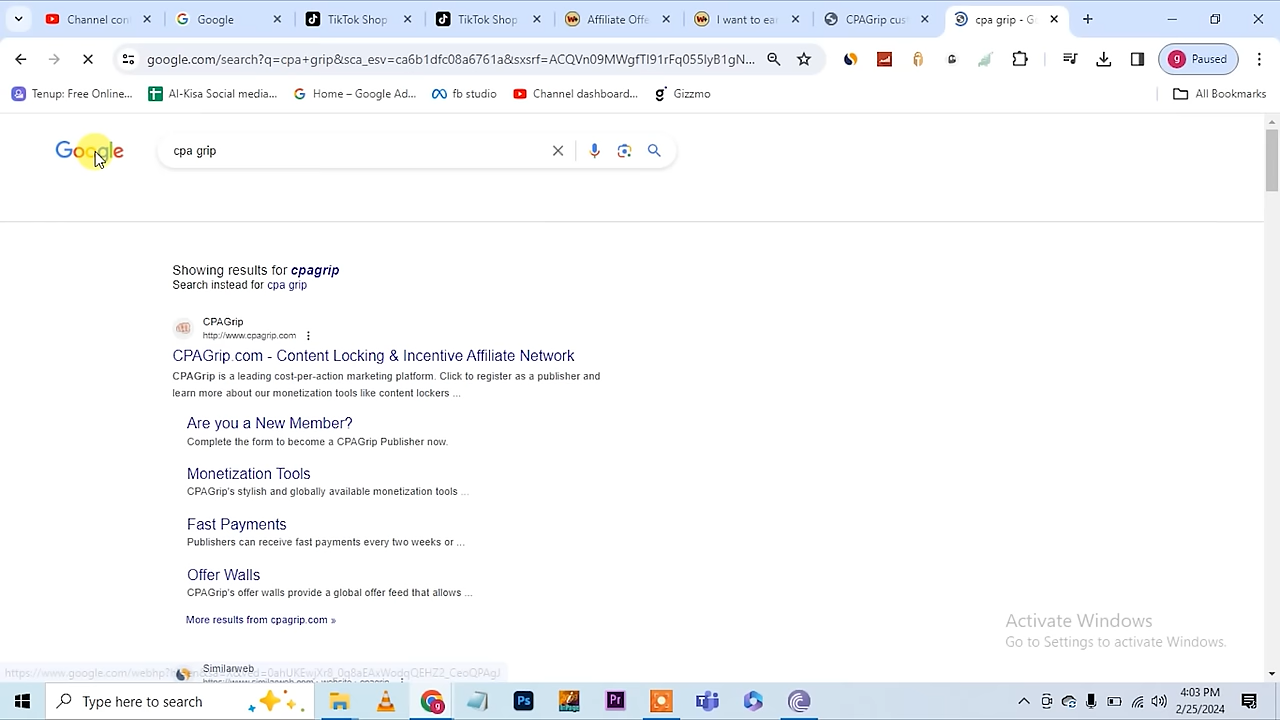 Channel con
Google
TikTok Shop
TikTok Shop
Affiliate Offe
I want to ear
CPAGrip cus
cpa grip - G
google.com/search?q=cpa+grip&sca_esv=ca6b1dfc08a6761a&sxsrf=ACQVn09MWgfTI91rFq055Iy81gN...
Paused
Tenup: Free Online...
Al-Kisa Social media...
Home – Google Ad...
fb studio
Channel dashboard...
Gizzmo
All Bookmarks
Google
cpa grip
Showing results for cpagrip
Search instead for cpa grip
CPAGrip
http://www.cpagrip.com
CPAGrip.com - Content Locking & Incentive Affiliate Network
CPAGrip is a leading cost-per-action marketing platform. Click to register as a publisher and
learn more about our monetization tools like content lockers ...
Are you a New Member?
Complete the form to become a CPAGrip Publisher now.
Monetization Tools
CPAGrip's stylish and globally available monetization tools ...
Fast Payments
Publishers can receive fast payments every two weeks or ...
Offer Walls
CPAGrip's offer walls provide a global offer feed that allows ...
More results from cpagrip.com »
Activate Windows
Go to Settings to activate Windows.
Similarweb
Type here to search
Ps
Pr
4:03 PM
2/25/2024